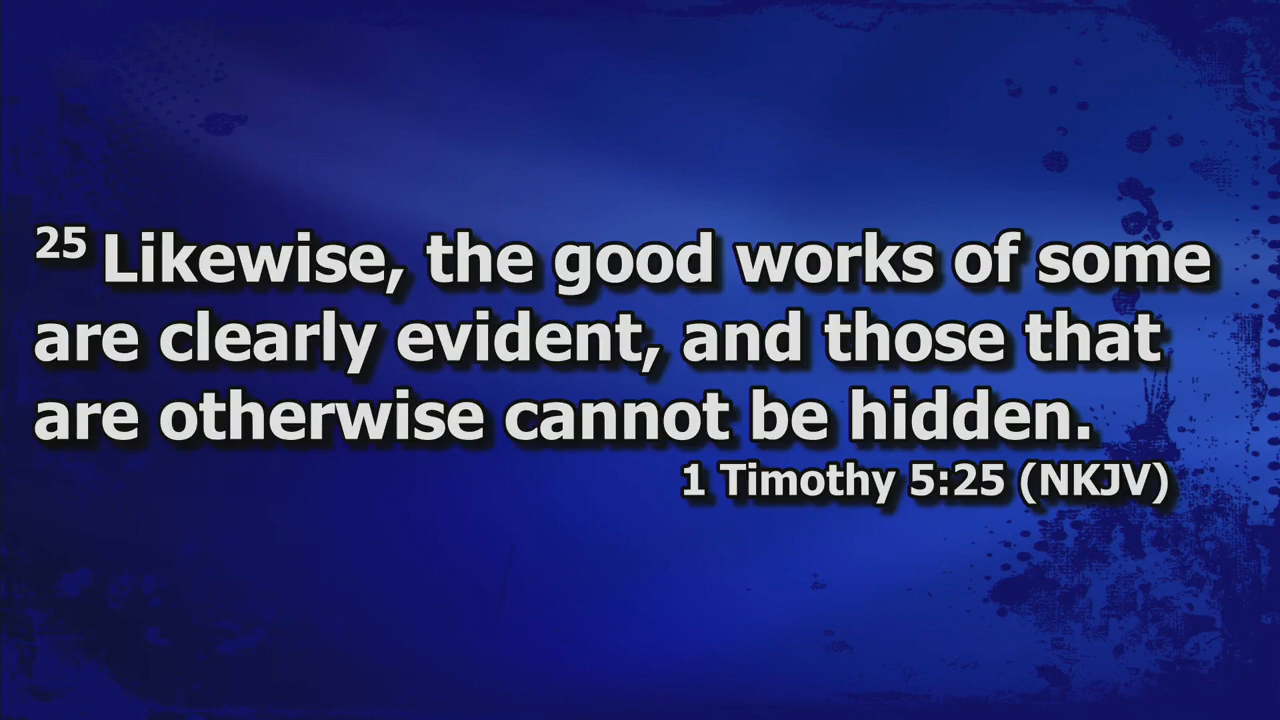 25 Likewise, the good works of some
are clearly evident, and those that
are otherwise cannot be hidden.
1 Timothy 5:25 (NKJV)